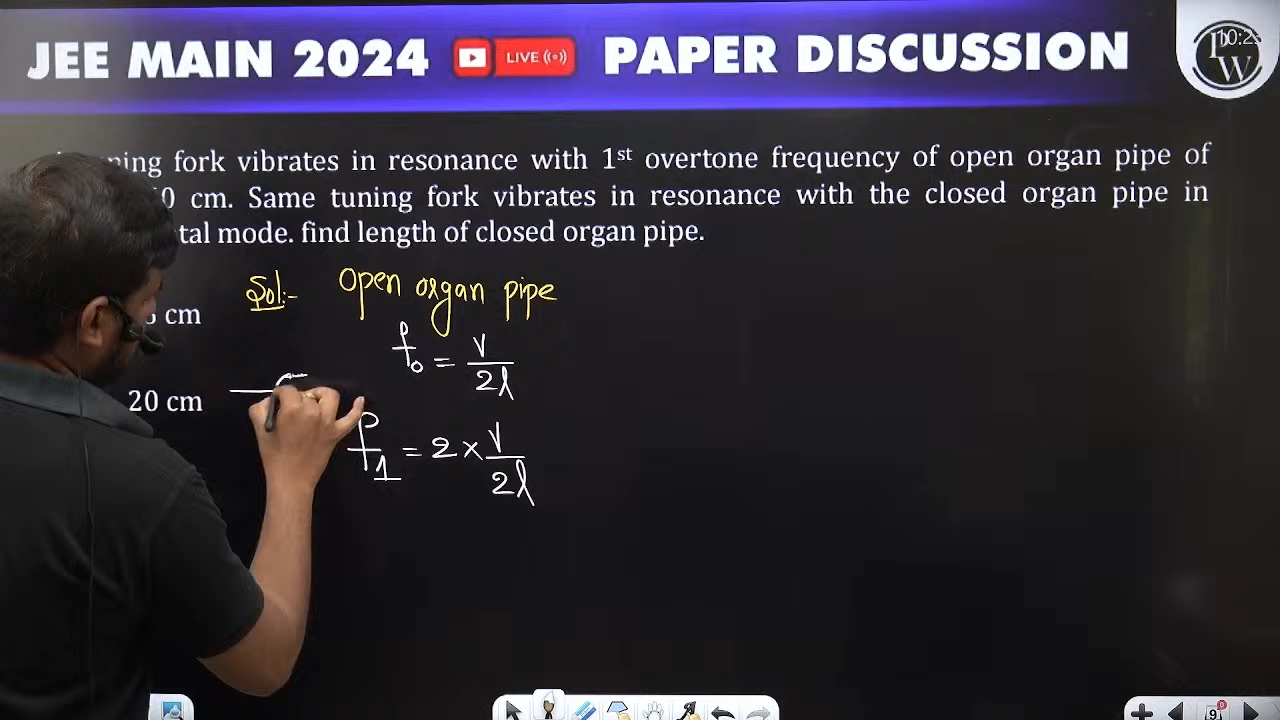 JEE MAIN 2024 LIVE PAPER DISCUSSION
fork vibrates in resonance with 1st overtone frequency of open organ pipe of
0 cm. Same tuning fork vibrates in resonance with the closed organ pipe in
tal mode. find length of closed organ pipe.
Sol:- Open organ pipe
cm
f₀ = v/2l
20 cm
f₁ = 2 × v/2l